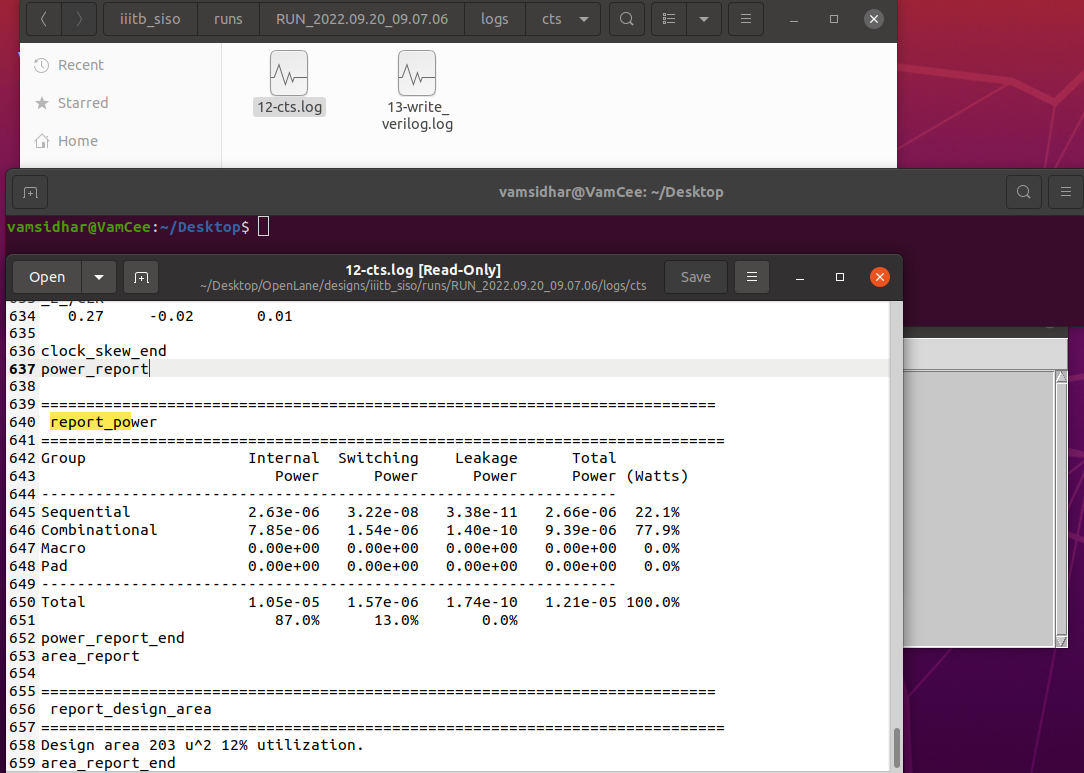 iiitb_siso runs RUN_2022.09.20_09.07.06 logs cts
Recent
Starred
Home
12-cts.log
13-write_
verilog.log
vamsidhar@VamCee: ~/Desktop
vamsidhar@VamCee:~/Desktop$
Open
12-cts.log [Read-Only]
~/Desktop/OpenLane/designs/iiitb_siso/runs/RUN_2022.09.20_09.07.06/logs/cts
Save
634 0.27 -0.02 0.01
635
636 clock_skew_end
637 power_report
638
639 ===========================================================================
640 report_power
641 ============================================================================
642 Group Internal Switching Leakage Total
643 Power Power Power Power (Watts)
644 ----------------------------------------------------------------
645 Sequential 2.63e-06 3.22e-08 3.38e-11 2.66e-06 22.1%
646 Combinational 7.85e-06 1.54e-06 1.40e-10 9.39e-06 77.9%
647 Macro 0.00e+00 0.00e+00 0.00e+00 0.00e+00 0.0%
648 Pad 0.00e+00 0.00e+00 0.00e+00 0.00e+00 0.0%
649 ----------------------------------------------------------------
650 Total 1.05e-05 1.57e-06 1.74e-10 1.21e-05 100.0%
651 87.0% 13.0% 0.0%
652 power_report_end
653 area_report
654
655 ===========================================================================
656 report_design_area
657 ============================================================================
658 Design area 203 u^2 12% utilization.
659 area_report_end